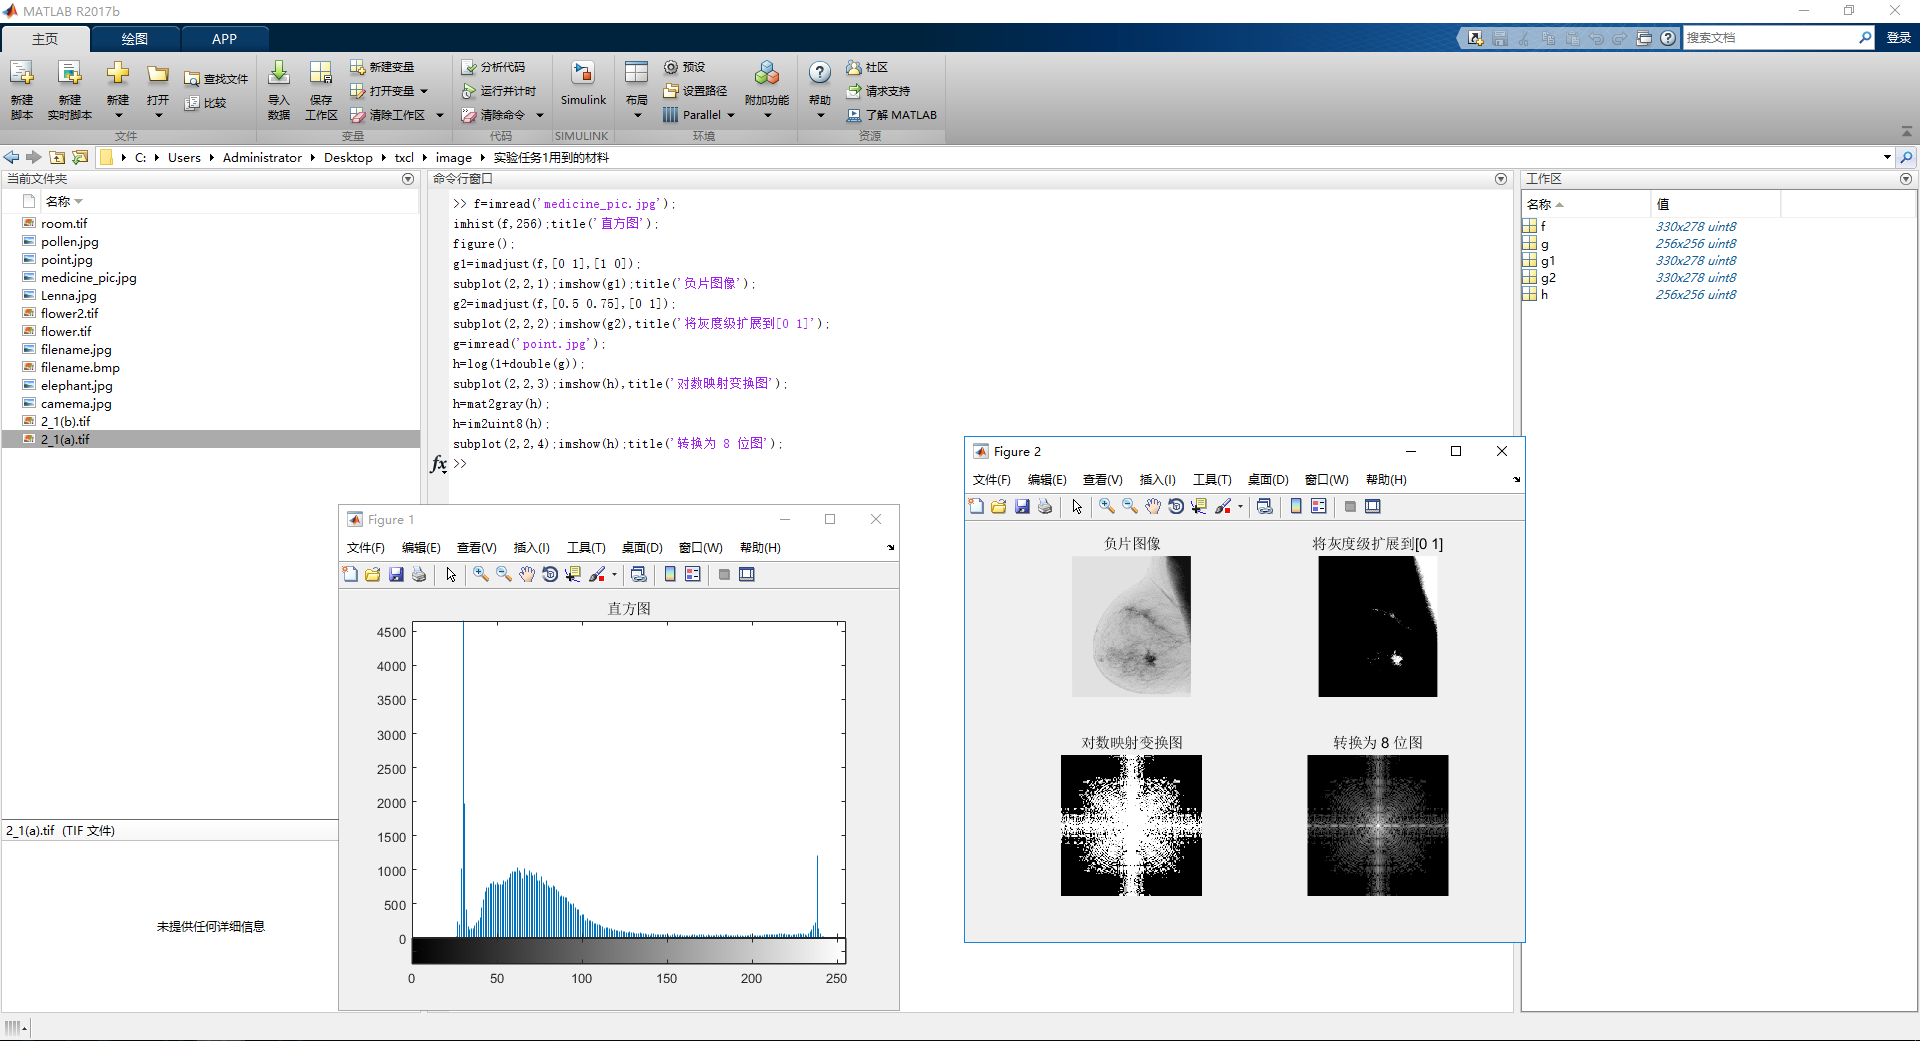 MATLAB R2017b
主页 绘图 APP
搜索文档 登录
新建脚本 新建实时脚本 新建 打开 查找文件 比较 文件
导入数据 保存工作区 新建变量 打开变量 清除工作区 变量
分析代码 运行并计时 清除命令 代码
Simulink SIMULINK
布局 预设 设置路径 Parallel 附加功能 环境
帮助 社区 请求支持 了解 MATLAB 资源
C: Users Administrator Desktop txcl image 实验任务1用到的材料
当前文件夹
名称
room.tif
pollen.jpg
point.jpg
medicine_pic.jpg
Lenna.jpg
flower2.tif
flower.tif
filename.jpg
filename.bmp
elephant.jpg
camema.jpg
2_1(b).tif
2_1(a).tif
2_1(a).tif (TIF 文件)
未提供任何详细信息
命令行窗口
>> f=imread('medicine_pic.jpg');
imhist(f,256);title('直方图');
figure();
g1=imadjust(f,[0 1],[1 0]);
subplot(2,2,1);imshow(g1);title('负片图像');
g2=imadjust(f,[0.5 0.75],[0 1]);
subplot(2,2,2);imshow(g2),title('将灰度级扩展到[0 1]');
g=imread('point.jpg');
h=log(1+double(g));
subplot(2,2,3);imshow(h),title('对数映射变换图');
h=mat2gray(h);
h=im2uint8(h);
subplot(2,2,4);imshow(h);title('转换为 8 位图');
fx >>
工作区
名称 值
f 330x278 uint8
g 256x256 uint8
g1 330x278 uint8
g2 330x278 uint8
h 256x256 uint8
Figure 1
文件(F) 编辑(E) 查看(V) 插入(I) 工具(T) 桌面(D) 窗口(W) 帮助(H)
直方图
4500
4000
3500
3000
2500
2000
1500
1000
500
0
0 50 100 150 200 250
Figure 2
文件(F) 编辑(E) 查看(V) 插入(I) 工具(T) 桌面(D) 窗口(W) 帮助(H)
负片图像 将灰度级扩展到[0 1]
对数映射变换图 转换为 8 位图